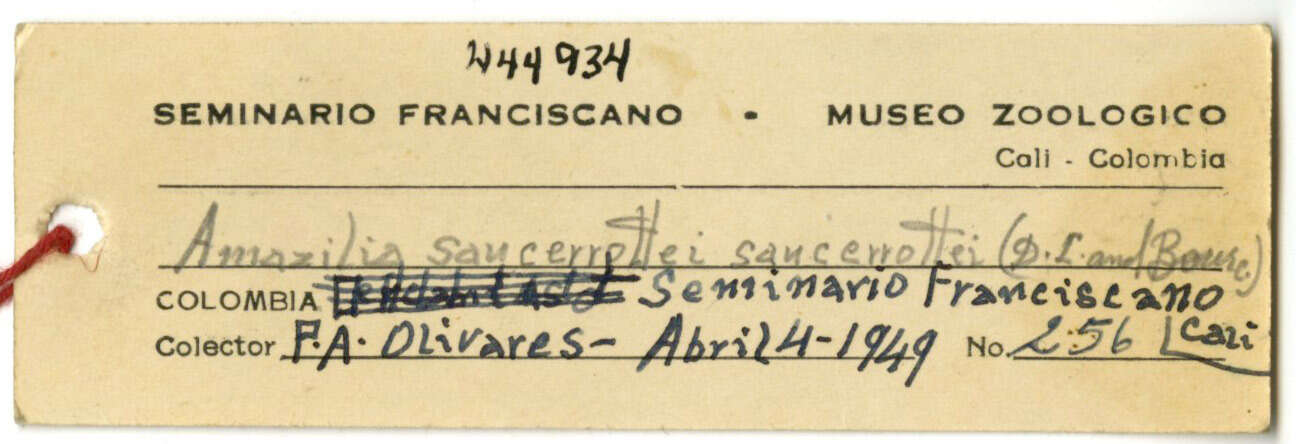 444934
SEMINARIO FRANCISCANO - MUSEO ZOOLOGICO
Cali - Colombia
Amazilia saucerrottei saucerrottei (D.L. and Bourc.)
COLOMBIA Seminario Franciscano
Colector F.A. Olivares - Abril 4-1949 No. 256 Cali